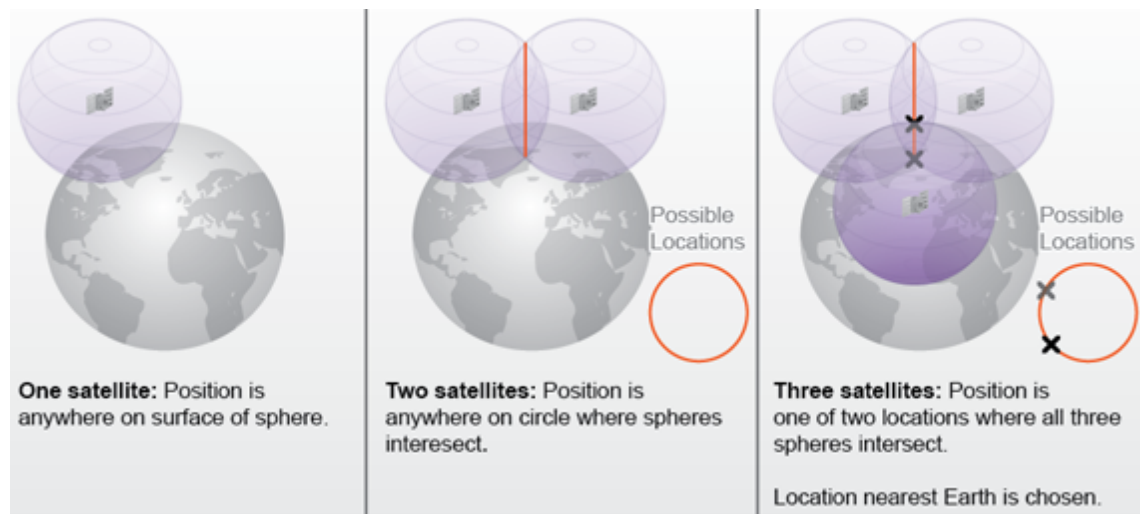 One satellite: Position is
anywhere on surface of sphere.
Possible
Locations
Two satellites: Position is
anywhere on circle where spheres
interesect.
Possible
Locations
Three satellites: Position is
one of two locations where all three
spheres intersect.
Location nearest Earth is chosen.